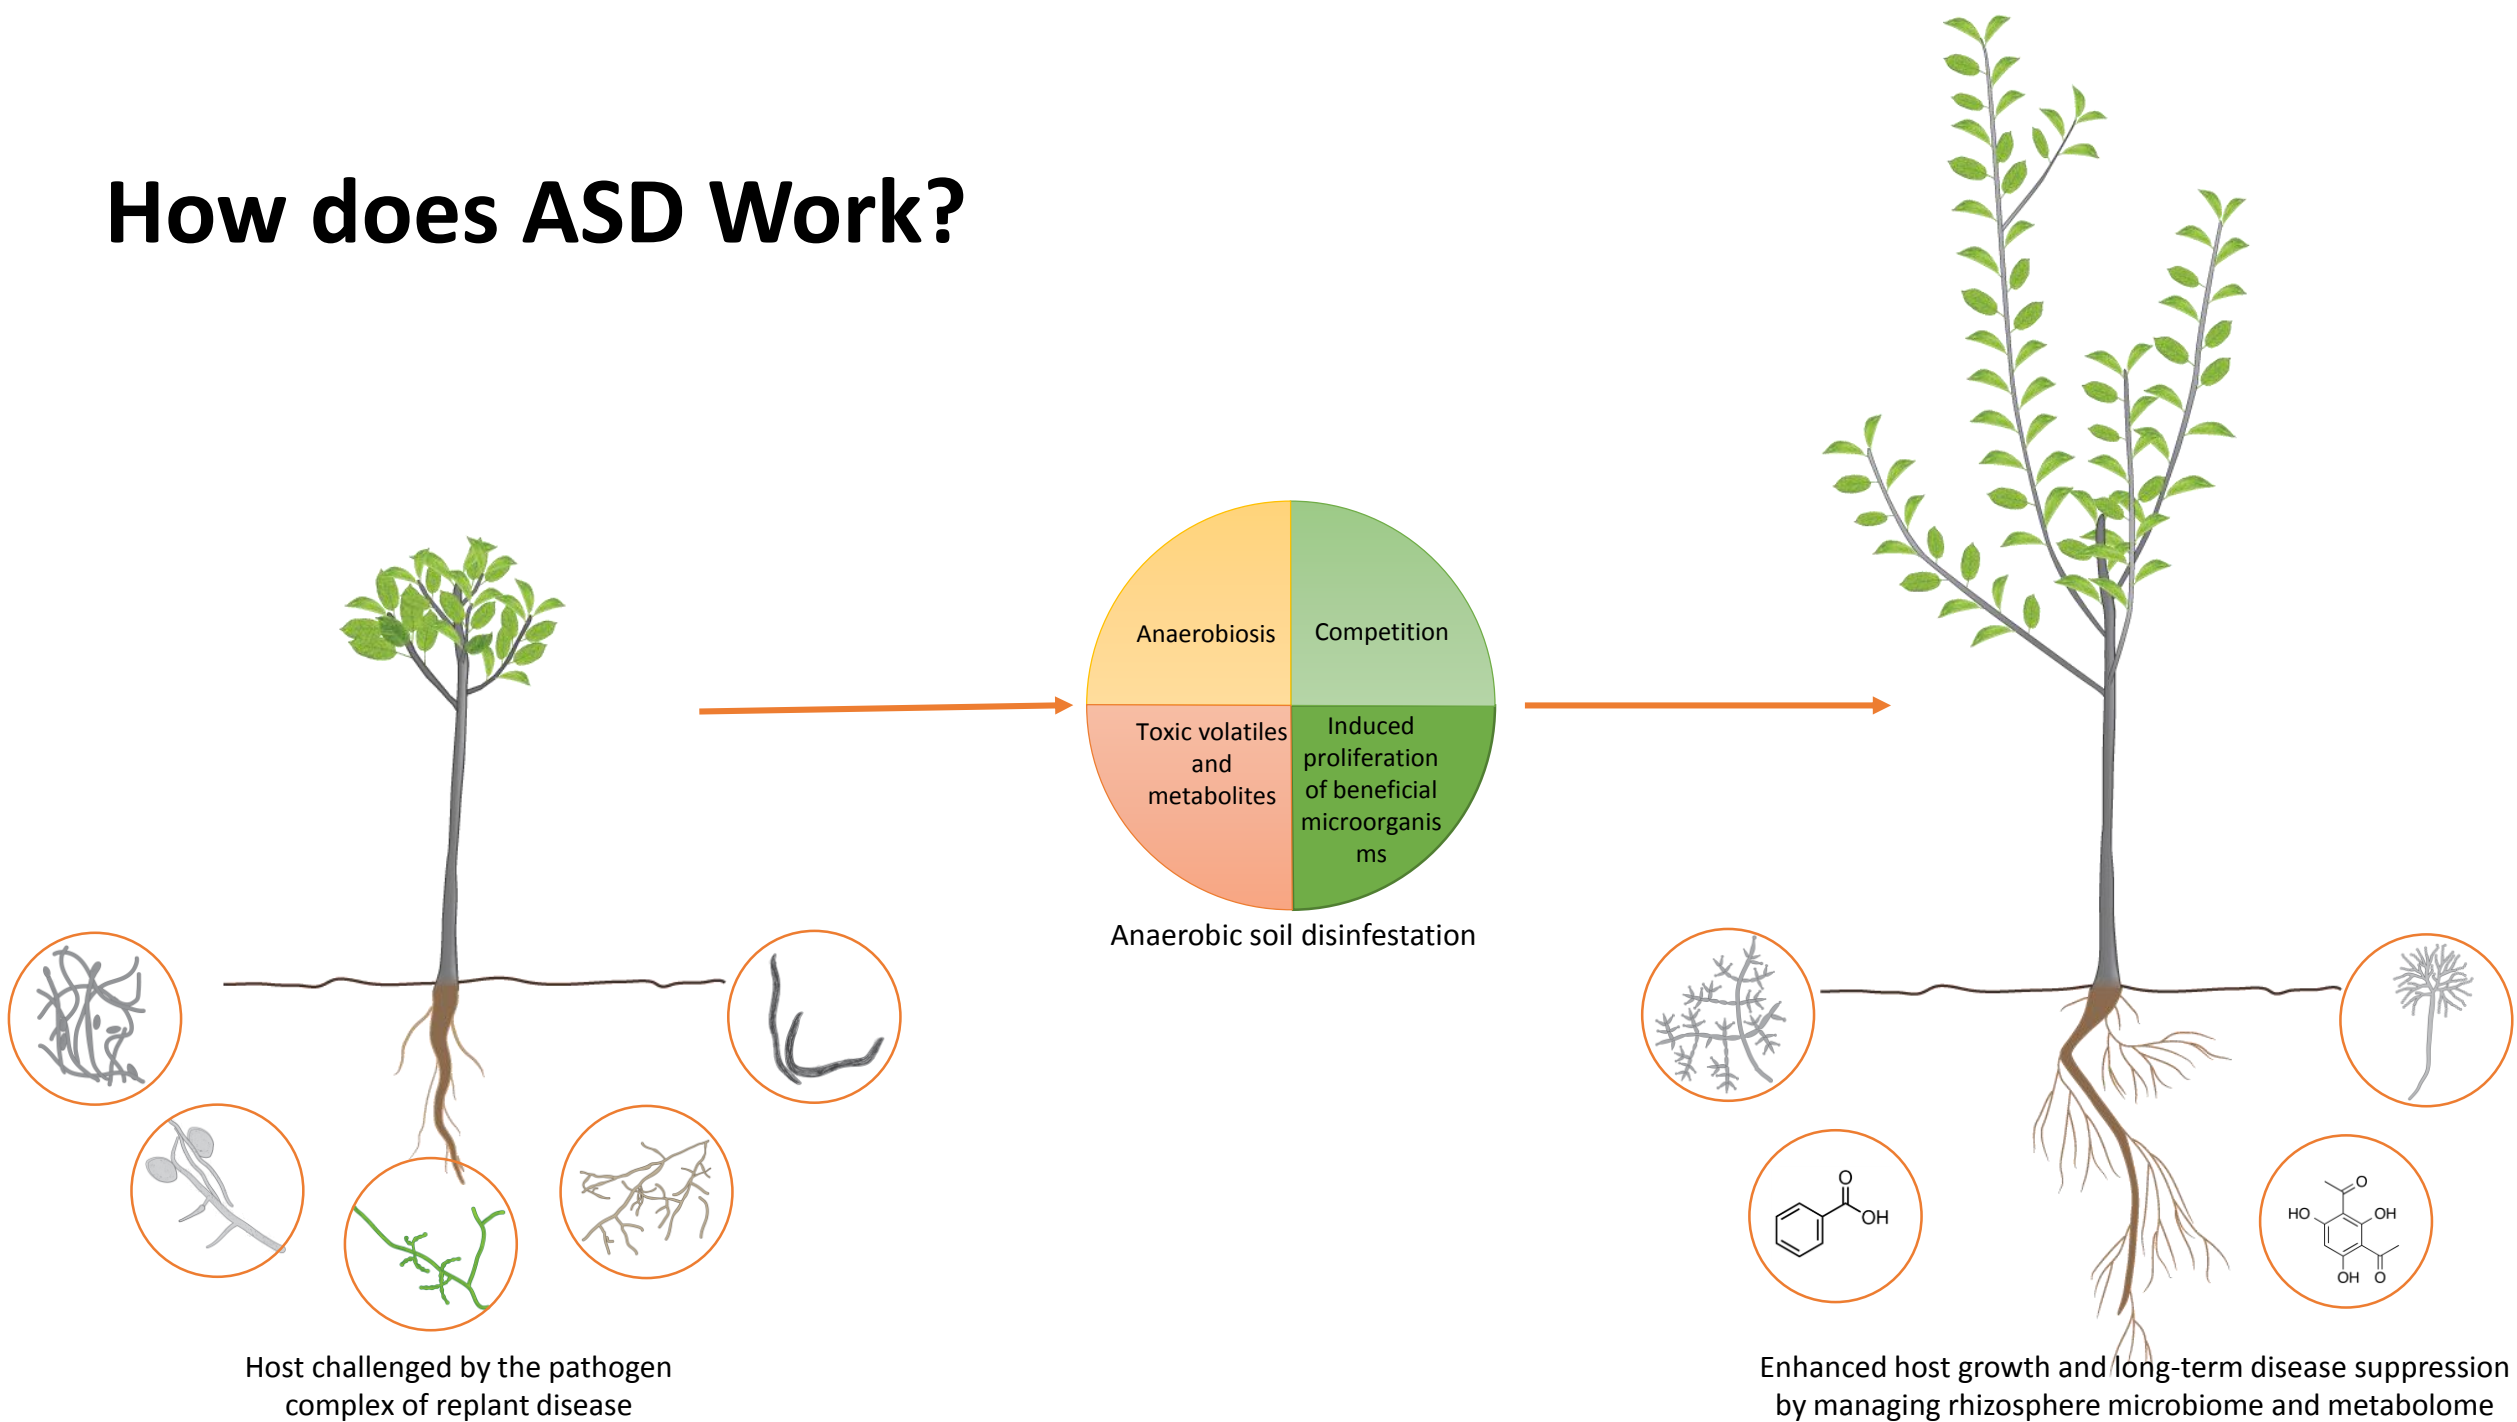 How does ASD Work?
Anaerobiosis
Competition
Toxic volatiles
and
metabolites
Induced
proliferation
of beneficial
microorganis
ms
Anaerobic soil disinfestation
O
OH
O
HO
OH
OH
O
Host challenged by the pathogen
complex of replant disease
Enhanced host growth and long-term disease suppression
by managing rhizosphere microbiome and metabolome